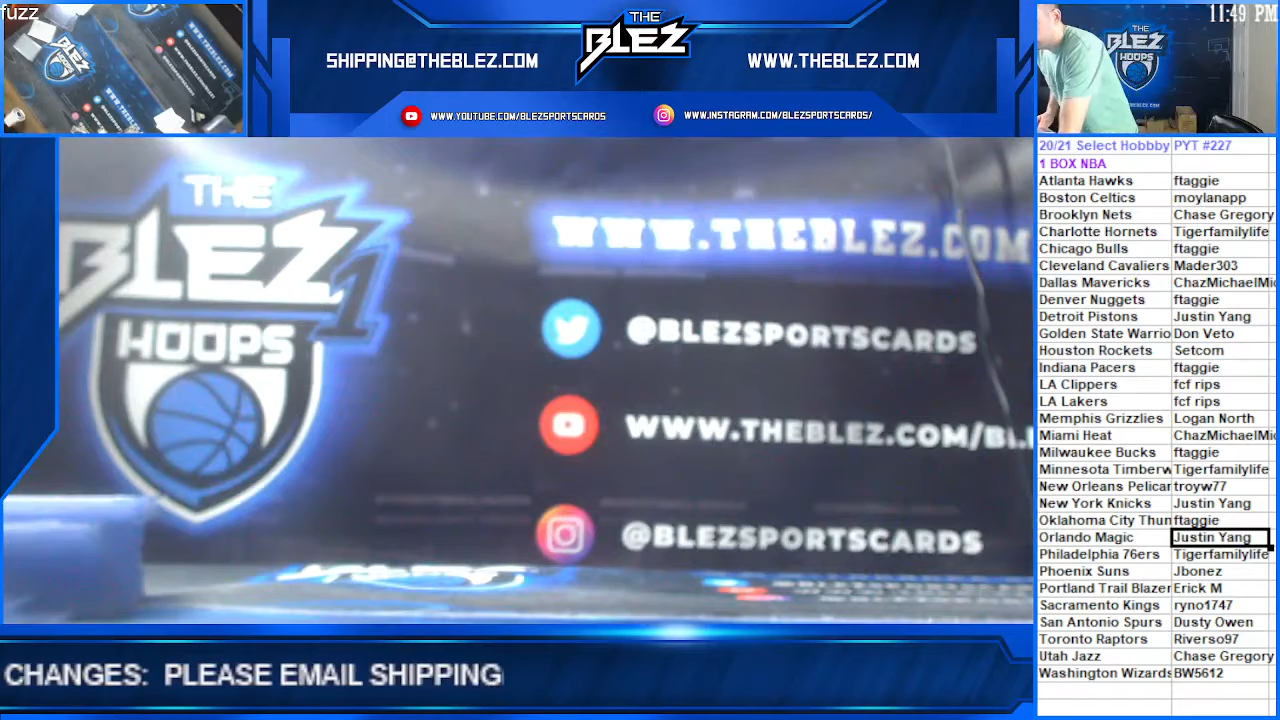 fuzz
THE
BLEZ
SHIPPING@THEBLEZ.COM
WWW.THEBLEZ.COM
WWW.YOUTUBE.COM/BLEZSPORTSCARDS
WWW.INSTAGRAM.COM/BLEZSPORTSCARDS/
11:49 PM
THE
BLEZ
HOOPS
THE
BLEZ
HOOPS
1
WWW.THEBLEZ.COM
@BLEZSPORTSCARDS
WWW.THEBLEZ.COM/BL
@BLEZSPORTSCARDS
CHANGES: PLEASE EMAIL SHIPPING
20/21 Select Hobbby PYT #227
1 BOX NBA
Atlanta Hawks ftaggie
Boston Celtics moylanapp
Brooklyn Nets Chase Gregory
Charlotte Hornets Tigerfamilylife
Chicago Bulls ftaggie
Cleveland Cavaliers Mader303
Dallas Mavericks ChazMichaelMic
Denver Nuggets ftaggie
Detroit Pistons Justin Yang
Golden State Warrio Don Veto
Houston Rockets Setcom
Indiana Pacers ftaggie
LA Clippers fcf rips
LA Lakers fcf rips
Memphis Grizzlies Logan North
Miami Heat ChazMichaelMic
Milwaukee Bucks ftaggie
Minnesota Timberw Tigerfamilylife
New Orleans Pelican troyw77
New York Knicks Justin Yang
Oklahoma City Thun ftaggie
Orlando Magic Justin Yang
Philadelphia 76ers Tigerfamilylife
Phoenix Suns Jbonez
Portland Trail Blazer Erick M
Sacramento Kings ryno1747
San Antonio Spurs Dusty Owen
Toronto Raptors Riverso97
Utah Jazz Chase Gregory
Washington Wizards BW5612